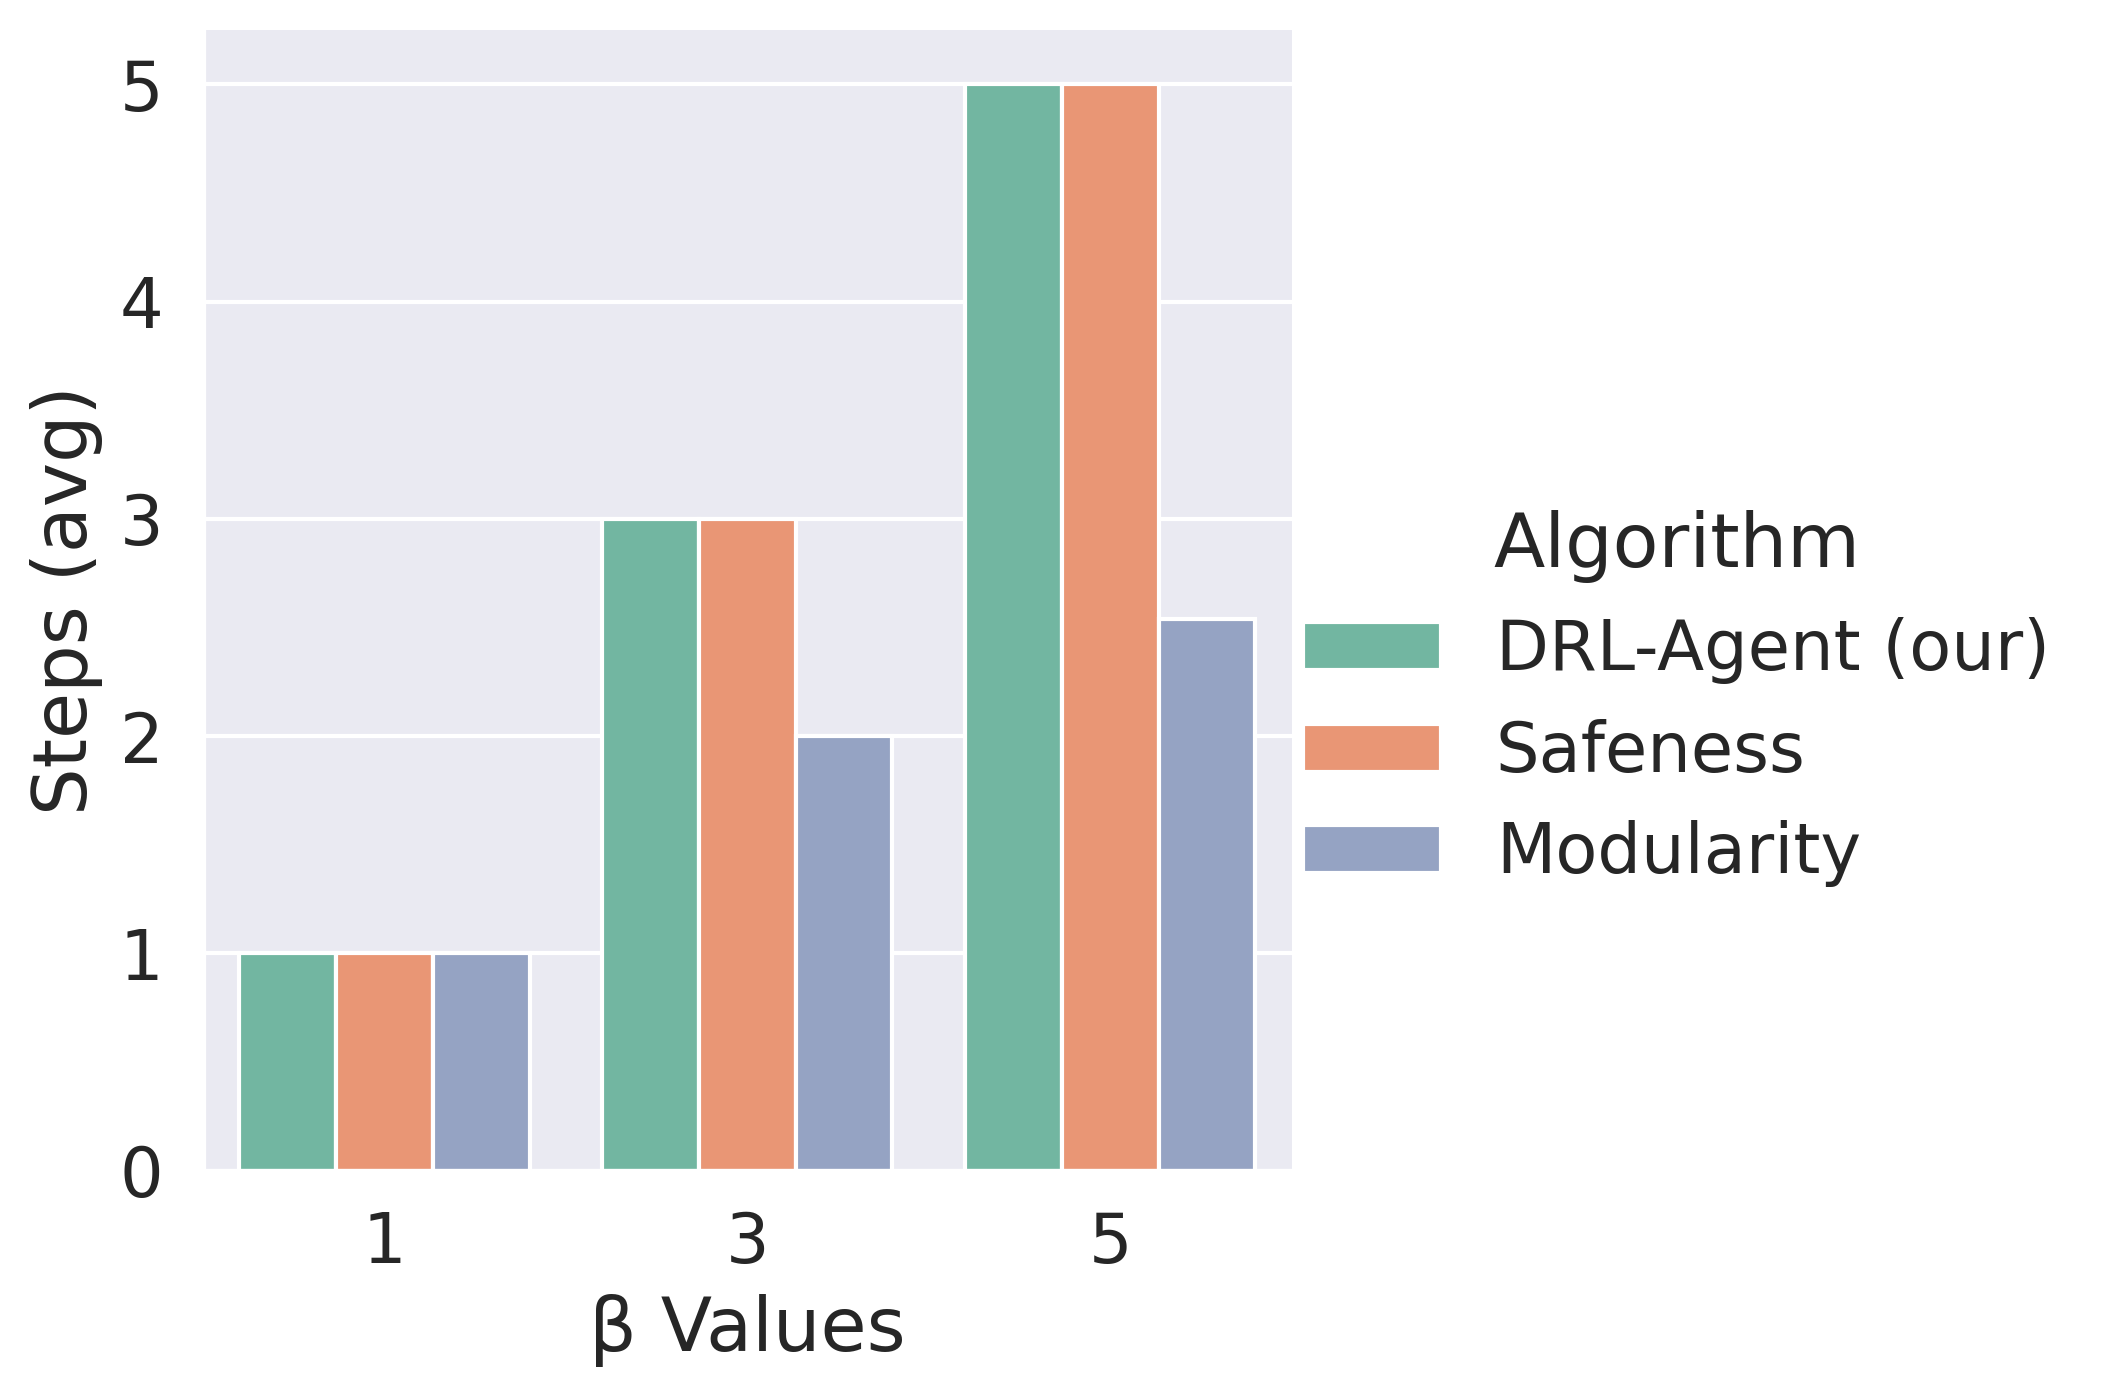 Steps (avg)
5
4
3
2
1
0
1 3 5
β Values
Algorithm
DRL-Agent (our)
Safeness
Modularity